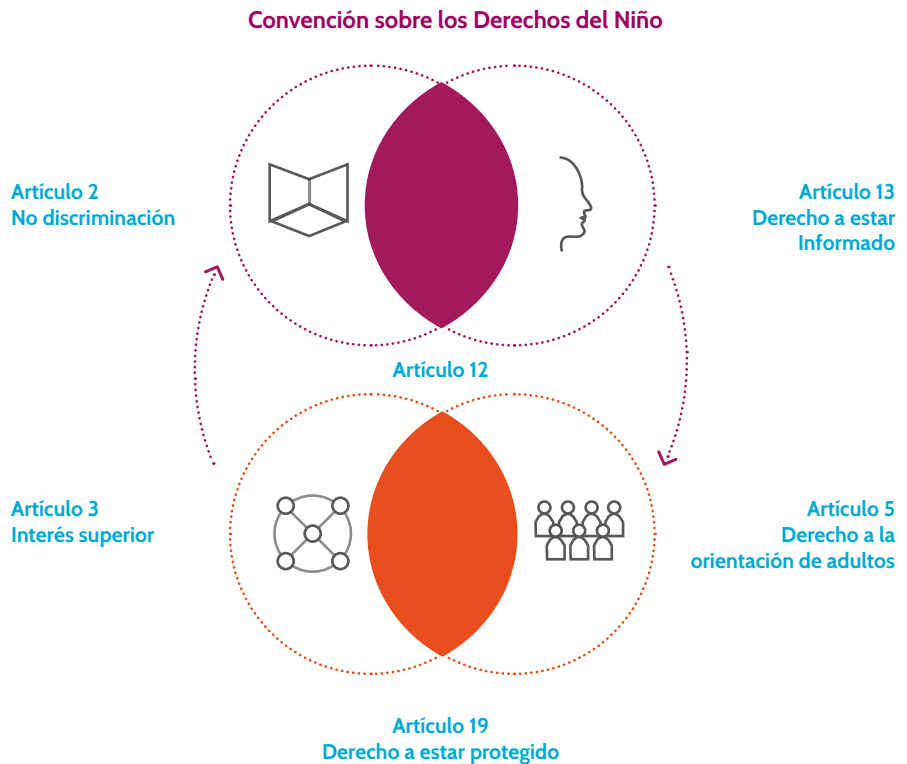 Convención sobre los Derechos del Niño
Artículo 2
No discriminación
Artículo 13
Derecho a estar
Informado
Artículo 12
Artículo 3
Interés superior
Artículo 5
Derecho a la
orientación de adultos
Artículo 19
Derecho a estar protegido